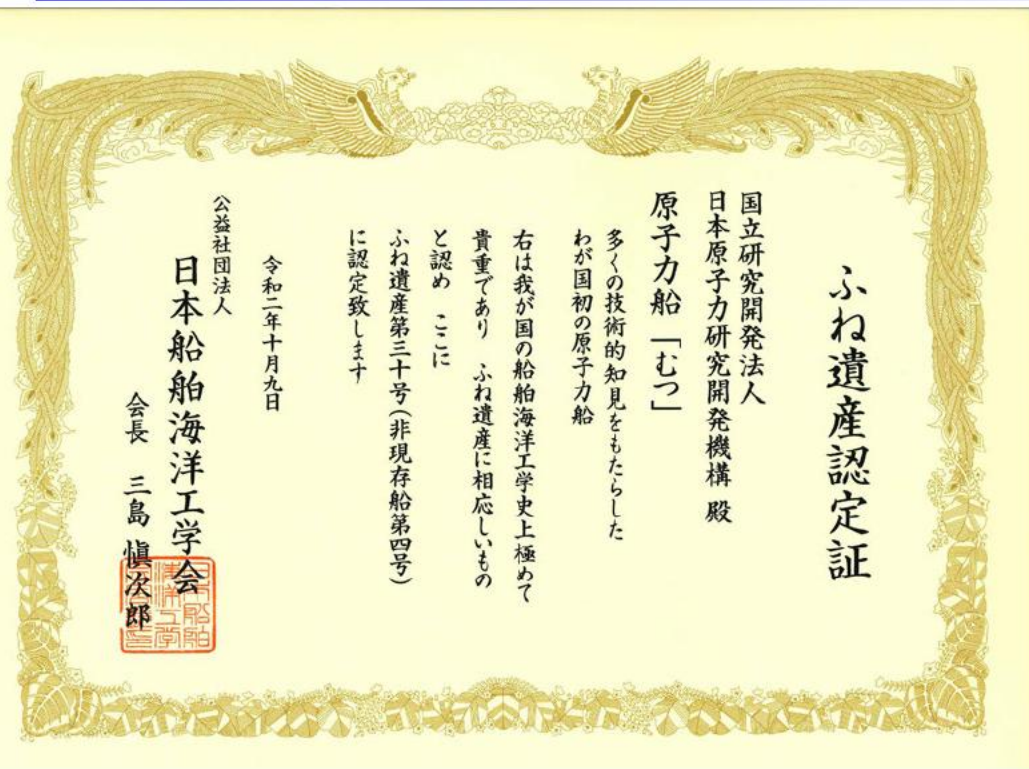 ふね遺産認定証
国立研究開発法人
日本原子力研究開発機構 殿
原子力船「むつ」
多くの技術的知見をもたらした
わが国初の原子力船
右は我が国の船舶海洋工学史上極めて
貴重であり ふね遺産に相応しいもの
と認め ここに
ふね遺産第三十号(非現存船第四号)
に認定致します
令和二年十月九日
公益社団法人
日本船舶海洋工学会
会長 三島 愼次郎